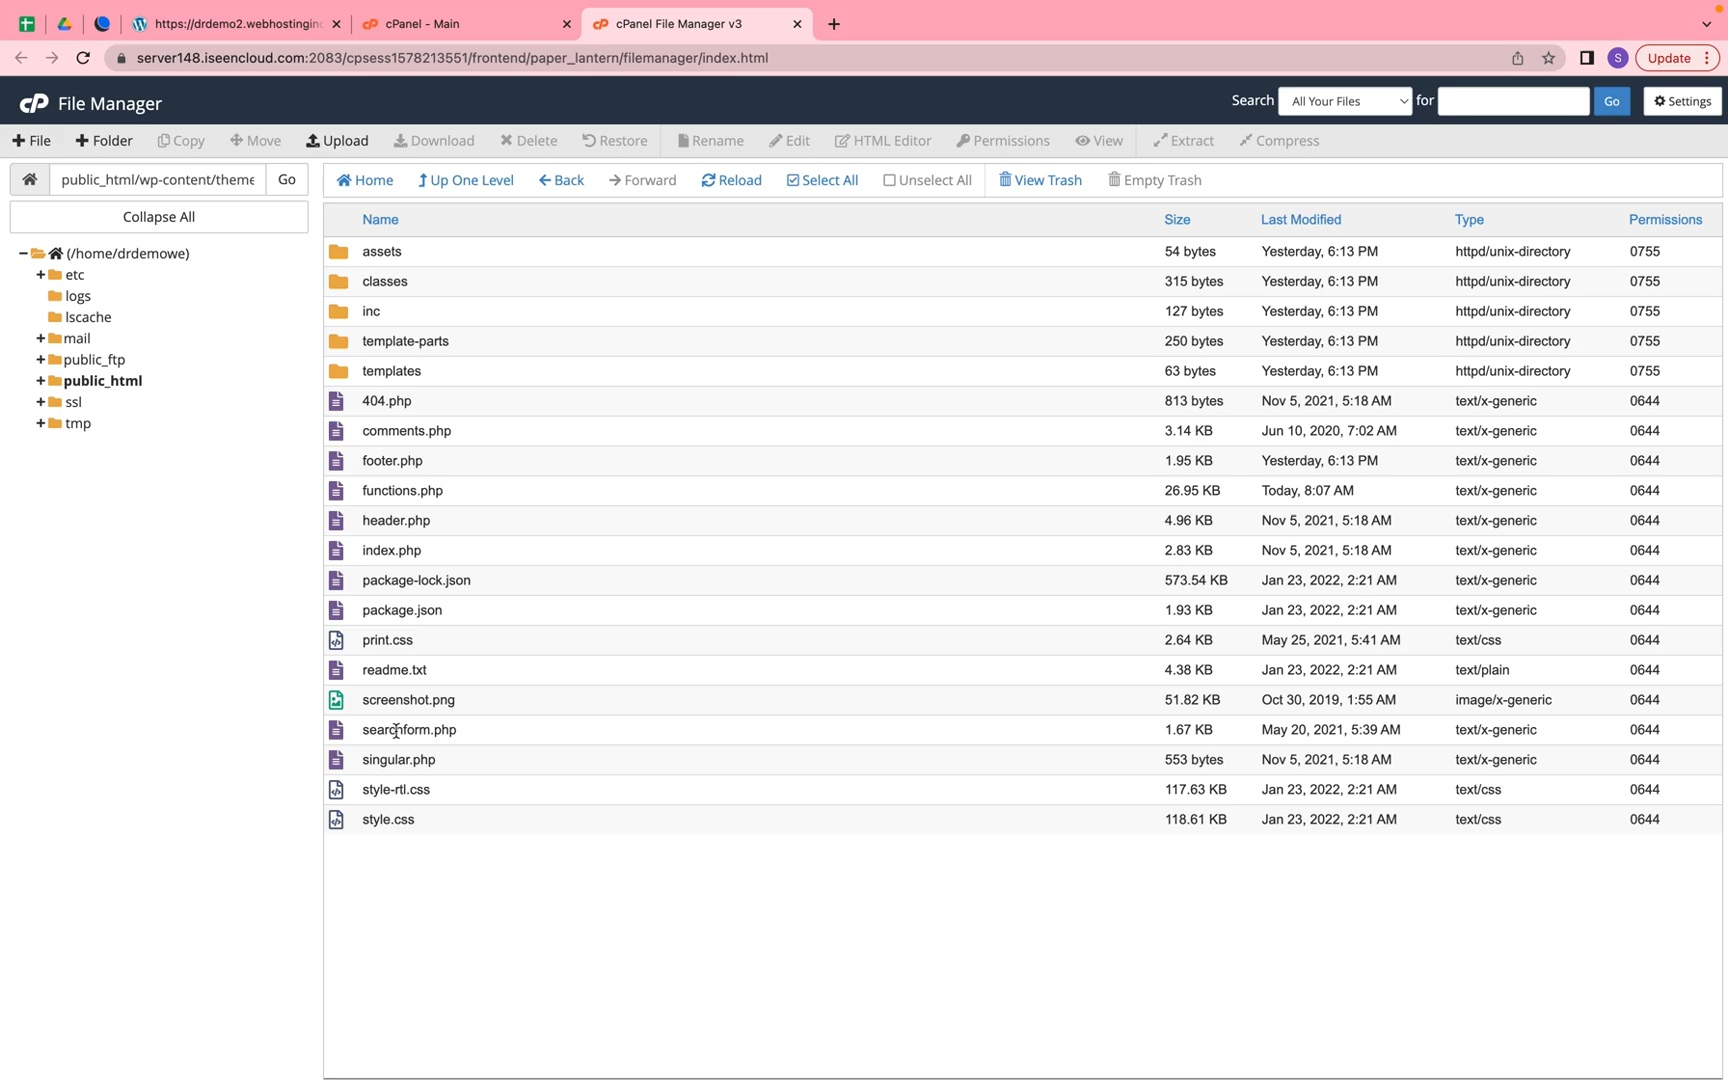 https://drdemo2.webhostingin
cPanel - Main
cPanel File Manager v3
server148.iseencloud.com:2083/cpsess1578213551/frontend/paper_lantern/filemanager/index.html
S
Update
cP File Manager
Search All Your Files for Go Settings
File Folder Copy Move Upload Download Delete Restore Rename Edit HTML Editor Permissions View Extract Compress
public_html/wp-content/theme Go
Home Up One Level Back Forward Reload Select All Unselect All View Trash Empty Trash
Collapse All
(/home/drdemowe)
etc
logs
lscache
mail
public_ftp
public_html
ssl
tmp
Name Size Last Modified Type Permissions
assets 54 bytes Yesterday, 6:13 PM httpd/unix-directory 0755
classes 315 bytes Yesterday, 6:13 PM httpd/unix-directory 0755
inc 127 bytes Yesterday, 6:13 PM httpd/unix-directory 0755
template-parts 250 bytes Yesterday, 6:13 PM httpd/unix-directory 0755
templates 63 bytes Yesterday, 6:13 PM httpd/unix-directory 0755
404.php 813 bytes Nov 5, 2021, 5:18 AM text/x-generic 0644
comments.php 3.14 KB Jun 10, 2020, 7:02 AM text/x-generic 0644
footer.php 1.95 KB Yesterday, 6:13 PM text/x-generic 0644
functions.php 26.95 KB Today, 8:07 AM text/x-generic 0644
header.php 4.96 KB Nov 5, 2021, 5:18 AM text/x-generic 0644
index.php 2.83 KB Nov 5, 2021, 5:18 AM text/x-generic 0644
package-lock.json 573.54 KB Jan 23, 2022, 2:21 AM text/x-generic 0644
package.json 1.93 KB Jan 23, 2022, 2:21 AM text/x-generic 0644
print.css 2.64 KB May 25, 2021, 5:41 AM text/css 0644
readme.txt 4.38 KB Jan 23, 2022, 2:21 AM text/plain 0644
screenshot.png 51.82 KB Oct 30, 2019, 1:55 AM image/x-generic 0644
searchform.php 1.67 KB May 20, 2021, 5:39 AM text/x-generic 0644
singular.php 553 bytes Nov 5, 2021, 5:18 AM text/x-generic 0644
style-rtl.css 117.63 KB Jan 23, 2022, 2:21 AM text/css 0644
style.css 118.61 KB Jan 23, 2022, 2:21 AM text/css 0644